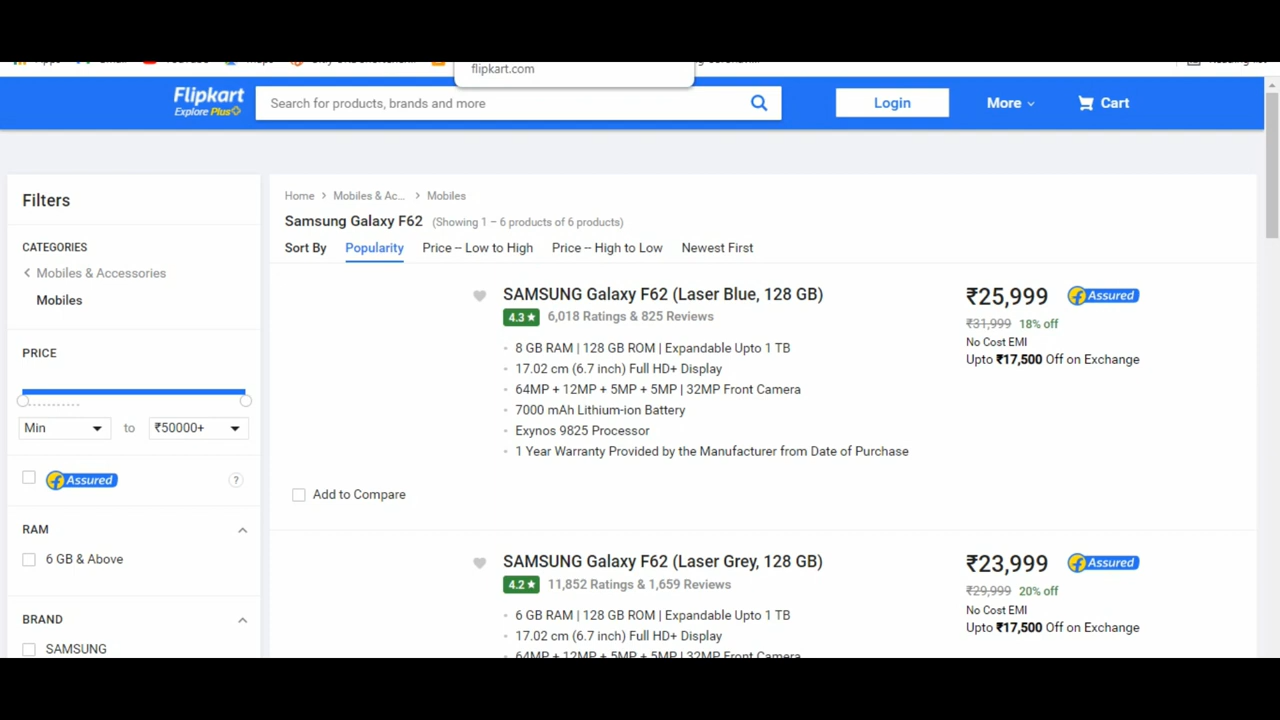 flipkart.com
Flipkart
Explore Plus
Search for products, brands and more
Login
More
Cart
Filters
CATEGORIES
Mobiles & Accessories
Mobiles
PRICE
Min
to
₹50000+
Assured
?
RAM
6 GB & Above
BRAND
SAMSUNG
Home
Mobiles & Ac...
Mobiles
Samsung Galaxy F62 (Showing 1 – 6 products of 6 products)
Sort By Popularity Price -- Low to High Price -- High to Low Newest First
SAMSUNG Galaxy F62 (Laser Blue, 128 GB)
4.3★ 6,018 Ratings & 825 Reviews
8 GB RAM | 128 GB ROM | Expandable Upto 1 TB
17.02 cm (6.7 inch) Full HD+ Display
64MP + 12MP + 5MP + 5MP | 32MP Front Camera
7000 mAh Lithium-ion Battery
Exynos 9825 Processor
1 Year Warranty Provided by the Manufacturer from Date of Purchase
₹25,999 Assured
₹31,999 18% off
No Cost EMI
Upto ₹17,500 Off on Exchange
Add to Compare
SAMSUNG Galaxy F62 (Laser Grey, 128 GB)
4.2★ 11,852 Ratings & 1,659 Reviews
6 GB RAM | 128 GB ROM | Expandable Upto 1 TB
17.02 cm (6.7 inch) Full HD+ Display
64MP + 12MP + 5MP + 5MP | 32MP Front Camera
₹23,999 Assured
₹29,999 20% off
No Cost EMI
Upto ₹17,500 Off on Exchange